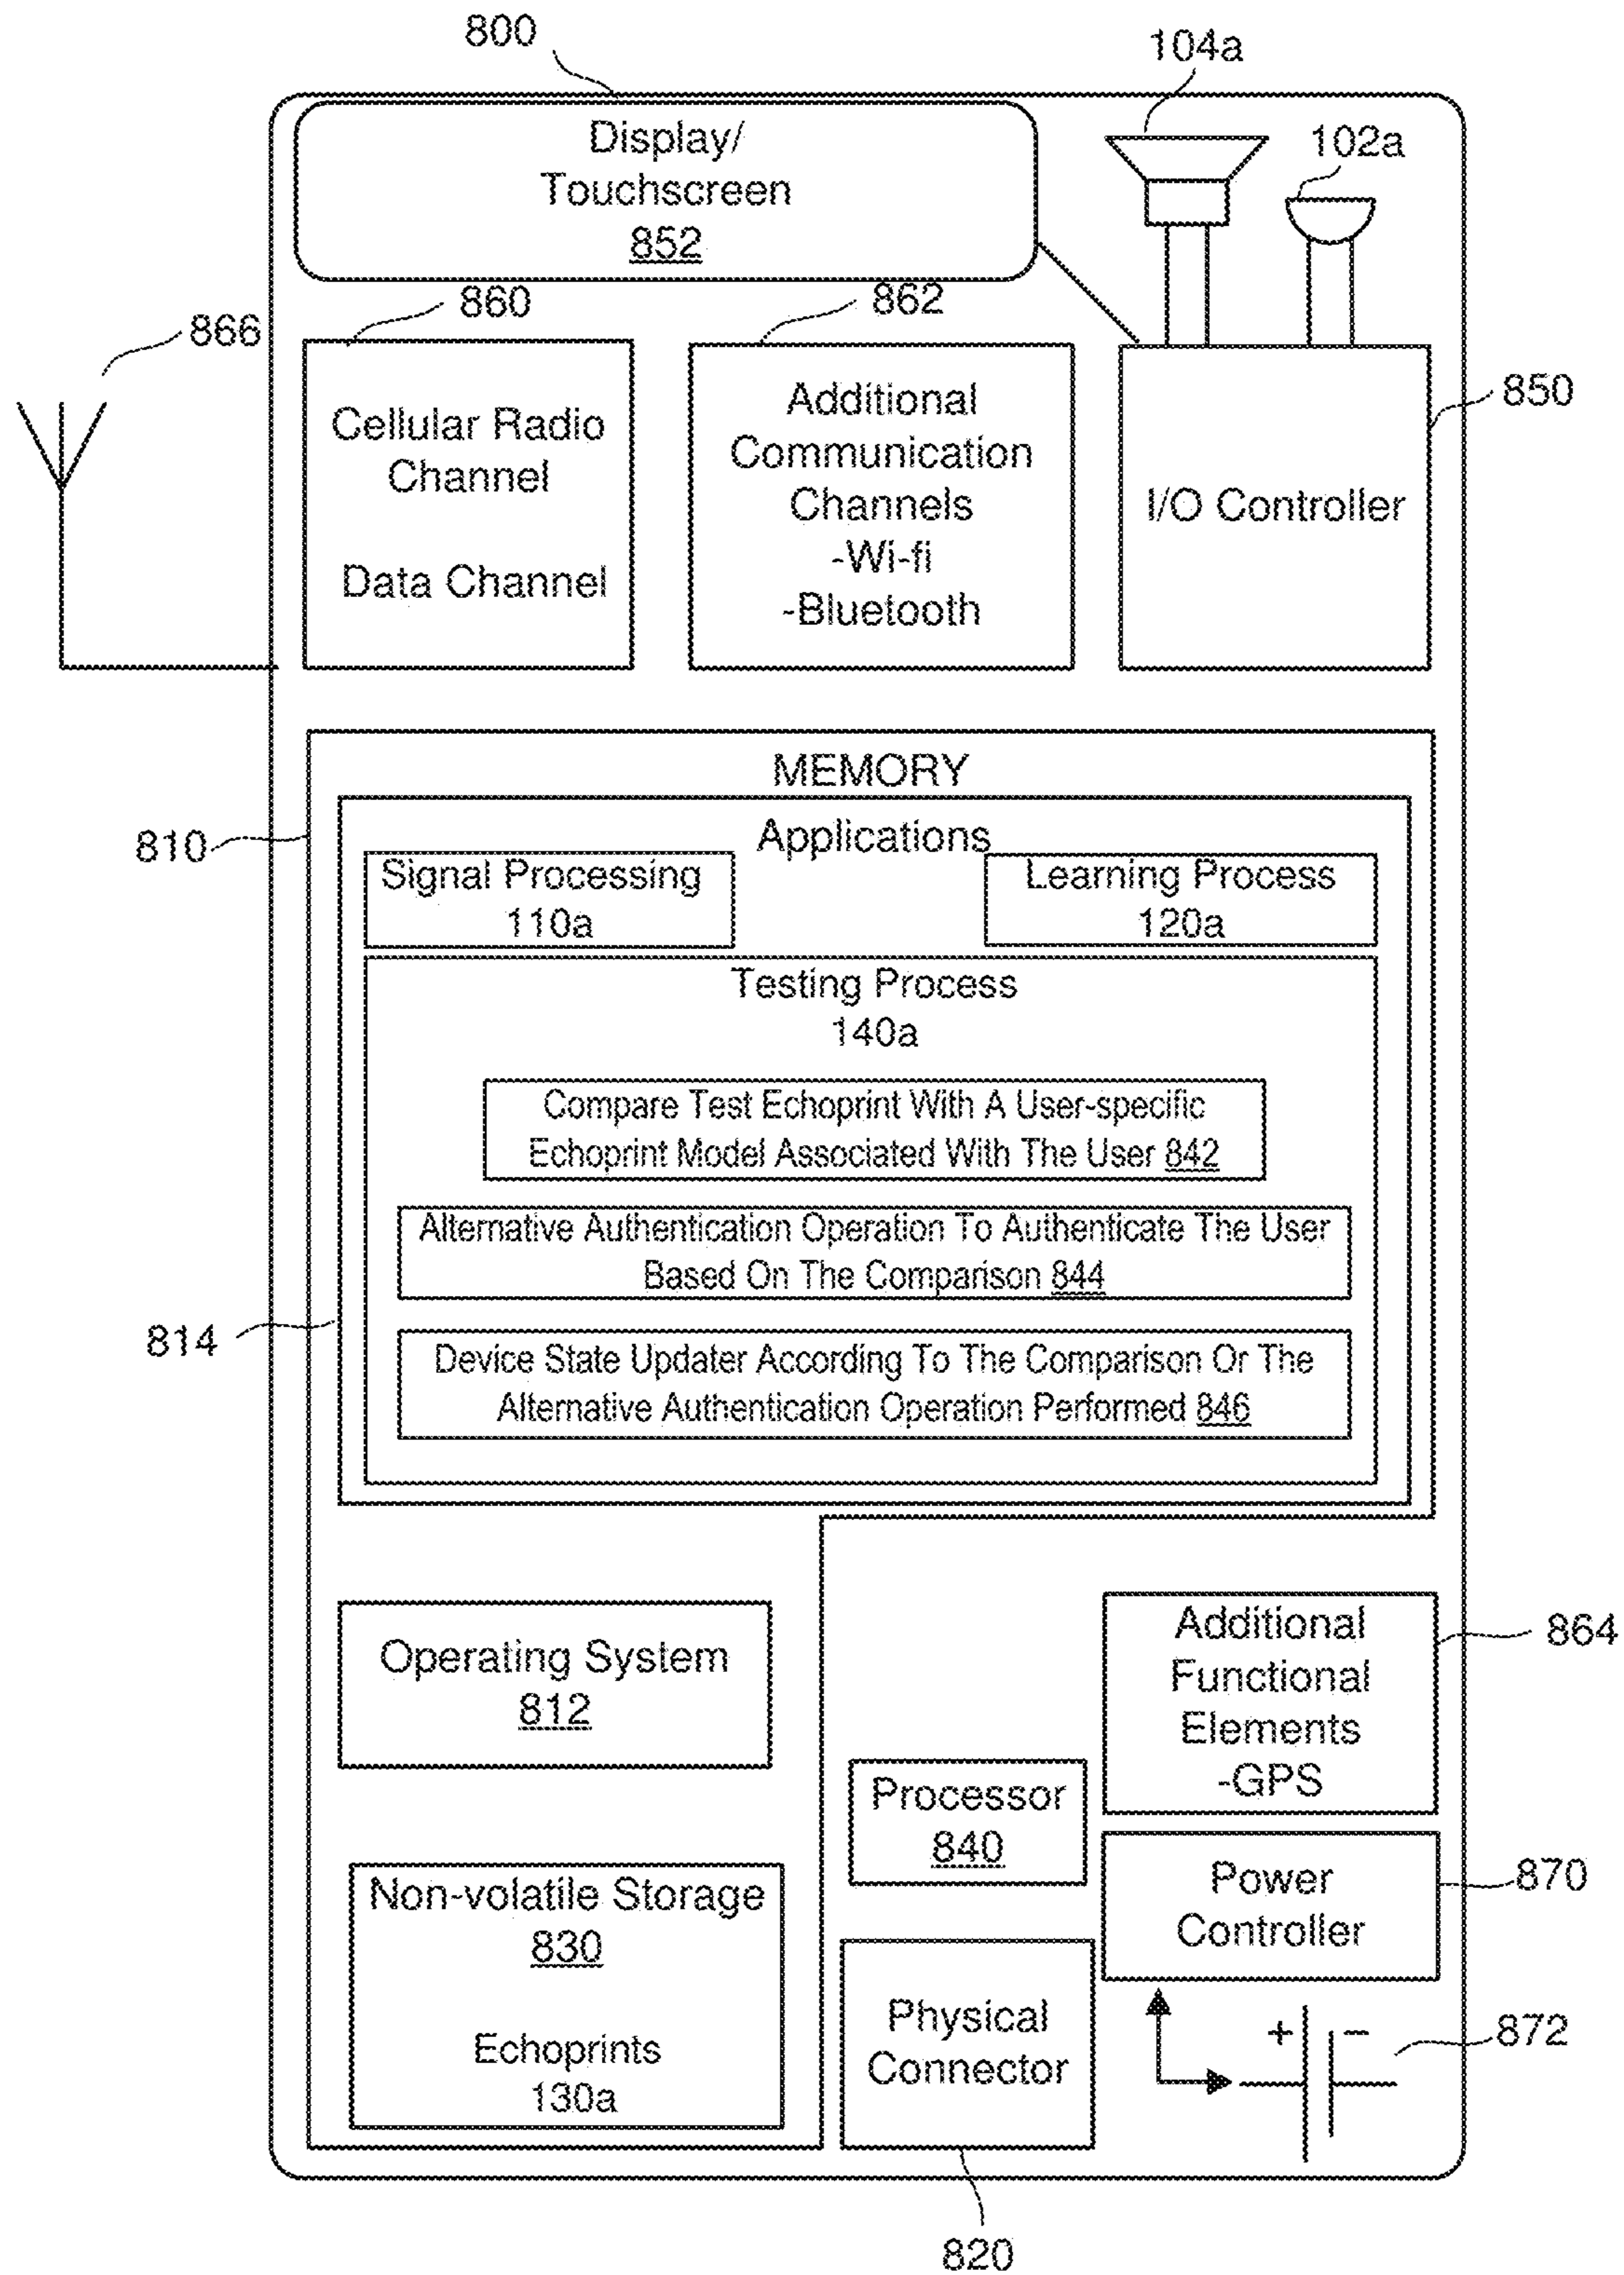 800
104a
102a
Display/
Touchscreen
852
860
862
866
850
Cellular Radio
Channel
Data Channel
Additional
Communication
Channels
-Wi-fi
-Bluetooth
I/O Controller
MEMORY
810
Applications
Signal Processing
110a
Learning Process
120a
Testing Process
140a
Compare Test Echoprint With A User-specific
Echoprint Model Associated With The User 842
Alternative Authentication Operation To Authenticate The User
Based On The Comparison 844
814
Device State Updater According To The Comparison Or The
Alternative Authentication Operation Performed 846
Operating System
812
Additional
Functional
Elements
-GPS
864
Processor
840
Non-volatile Storage
830
Echoprints
130a
Power
Controller
870
Physical
Connector
+ −
872
820